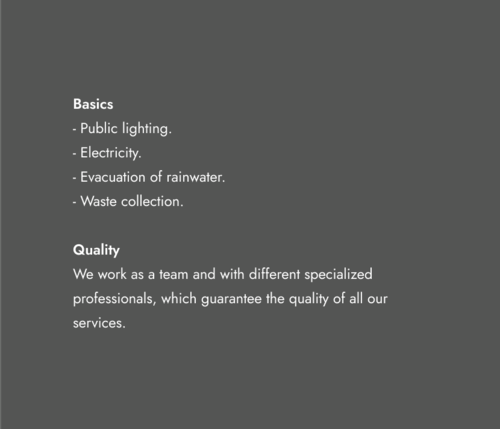 Basics
- Public lighting.
- Electricity.
- Evacuation of rainwater.
- Waste collection.
Quality
We work as a team and with different specialized
professionals, which guarantee the quality of all our
services.